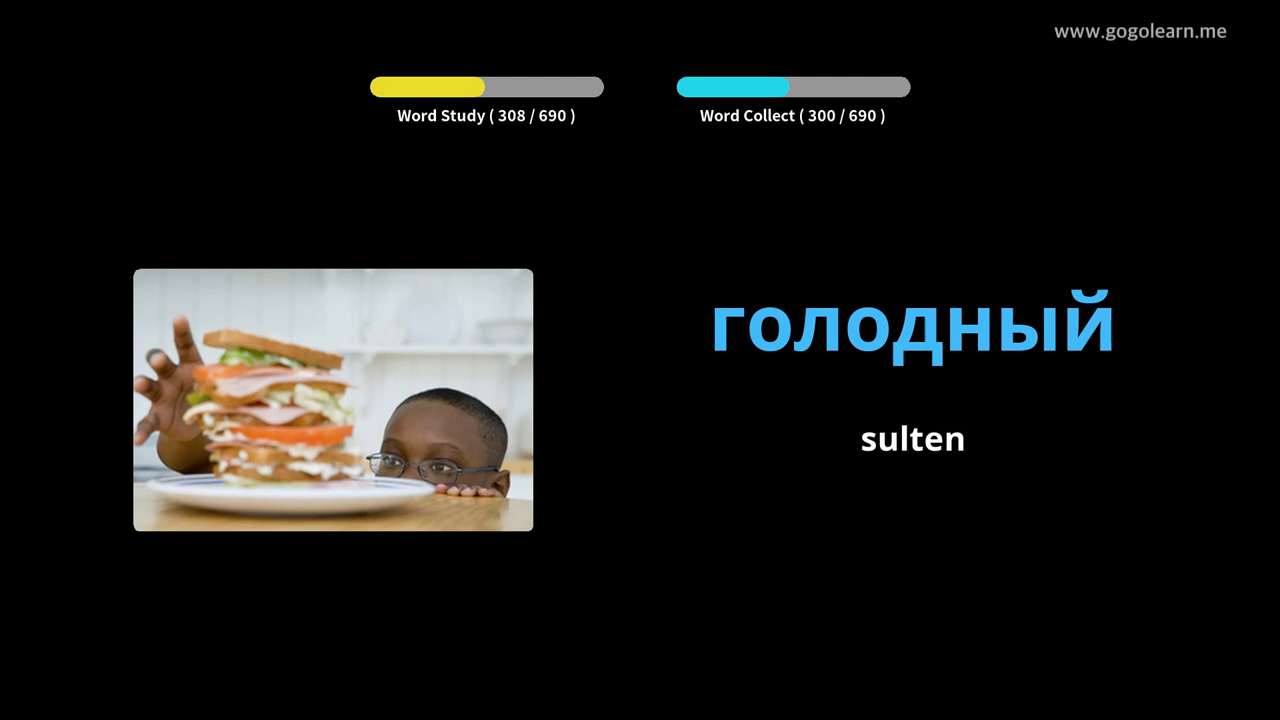 www.gogolearn.me
Word Study ( 308 / 690 )
Word Collect ( 300 / 690 )
голодный
sulten